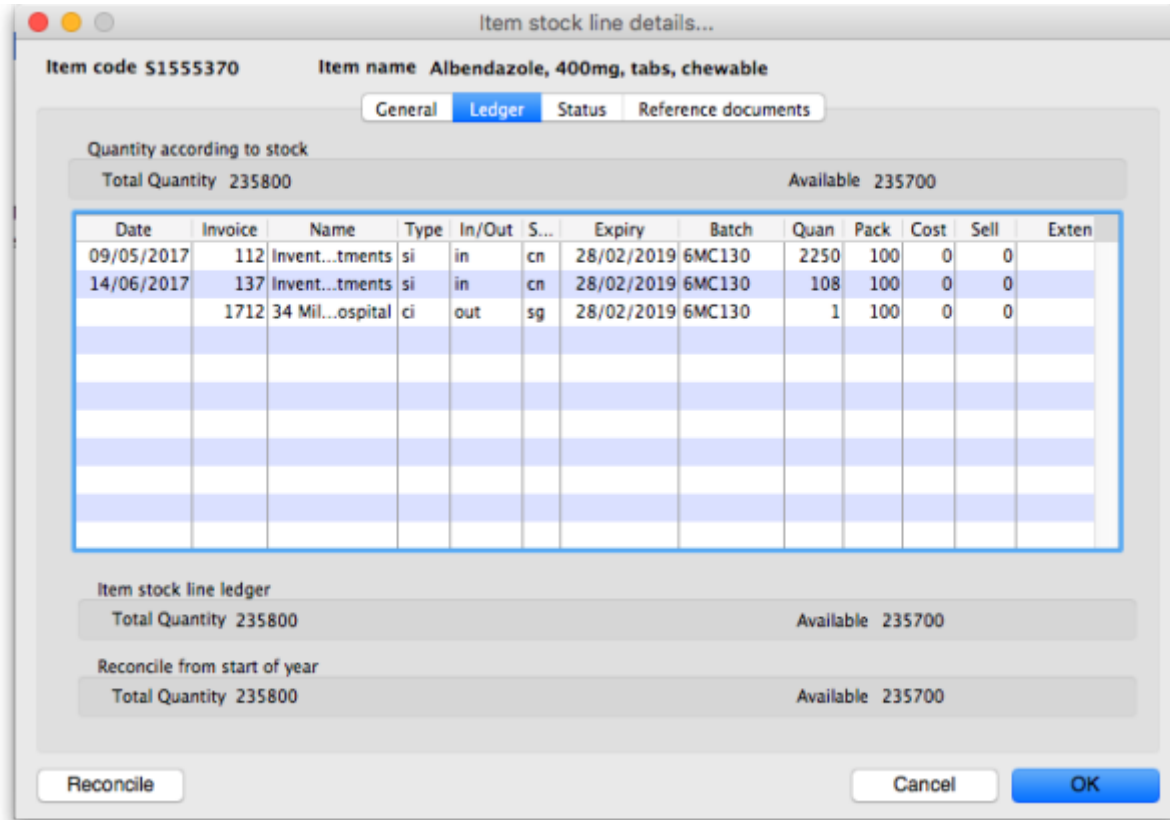 Item stock line details...
Item code S1555370 Item name Albendazole, 400mg, tabs, chewable
General Ledger Status Reference documents
Quantity according to stock
Total Quantity 235800 Available 235700
Date Invoice Name Type In/Out S... Expiry Batch Quan Pack Cost Sell Exten
09/05/2017 112 Invent...tments si in cn 28/02/2019 6MC130 2250 100 0 0
14/06/2017 137 Invent...tments si in cn 28/02/2019 6MC130 108 100 0 0
1712 34 Mil...ospital ci out sg 28/02/2019 6MC130 1 100 0 0
Item stock line ledger
Total Quantity 235800 Available 235700
Reconcile from start of year
Total Quantity 235800 Available 235700
Reconcile Cancel OK